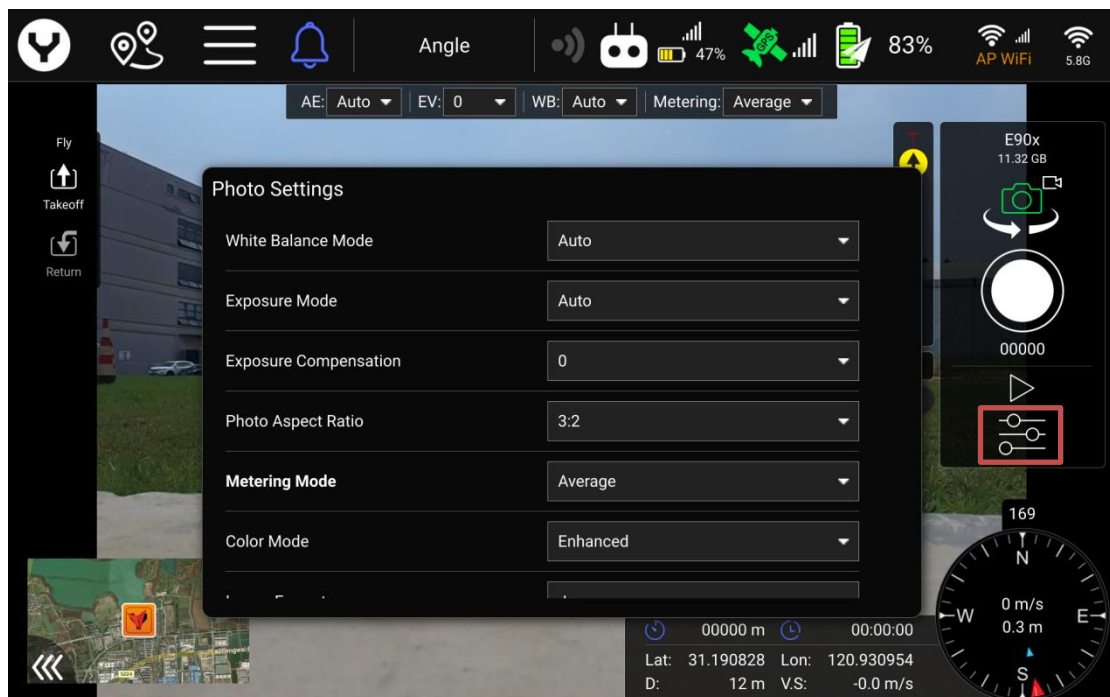 Angle
47%
GPS
83%
AP WiFi
5.8G
AE: Auto EV: 0 WB: Auto Metering: Average
Fly
Takeoff
Return
E90x
11.32 GB
00000
Photo Settings
White Balance Mode Auto
Exposure Mode Auto
Exposure Compensation 0
Photo Aspect Ratio 3:2
Metering Mode Average
Color Mode Enhanced
169
N
W
0 m/s
0.3 m
E
S
00000 m 00:00:00
Lat: 31.190828 Lon: 120.930954
D: 12 m V.S: -0.0 m/s
S224